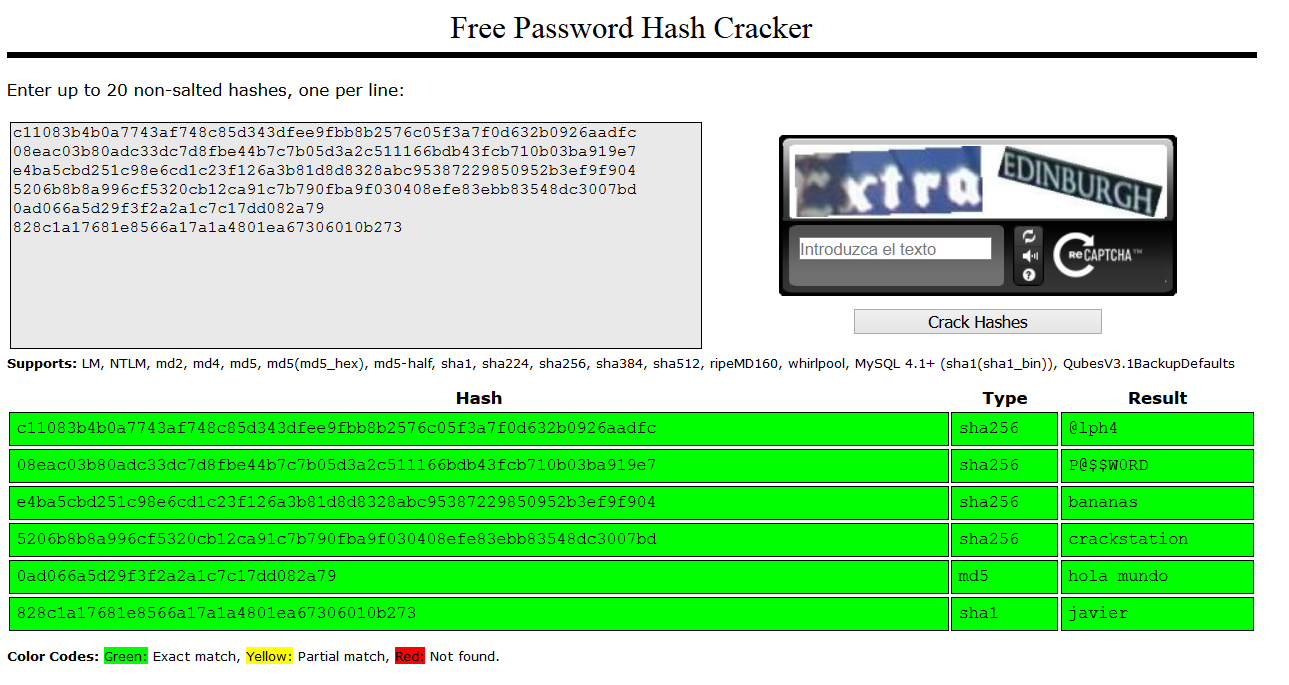 Free Password Hash Cracker
Enter up to 20 non-salted hashes, one per line:
c11083b4b0a7743af748c85d343dfee9fbb8b2576c05f3a7f0d632b0926aadfc
08eac03b80adc33dc7d8fbe44b7c7b05d3a2c511166bdb43fcb710b03ba919e7
e4ba5cbd251c98e6cd1c23f126a3b81d8d8328abc95387229850952b3ef9f904
5206b8b8a996cf5320cb12ca91c7b790fba9f030408efe83ebb83548dc3007bd
0ad066a5d29f3f2a2a1c7c17dd082a79
828c1a17681e8566a17a1a4801ea67306010b273
Extra EDINBURGH
Introduzca el texto
ReCAPTCHA™
Crack Hashes
Supports: LM, NTLM, md2, md4, md5, md5(md5_hex), md5-half, sha1, sha224, sha256, sha384, sha512, ripeMD160, whirlpool, MySQL 4.1+ (sha1(sha1_bin)), QubesV3.1BackupDefaults
Hash Type Result
c11083b4b0a7743af748c85d343dfee9fbb8b2576c05f3a7f0d632b0926aadfc sha256 @lph4
08eac03b80adc33dc7d8fbe44b7c7b05d3a2c511166bdb43fcb710b03ba919e7 sha256 P@$$W0RD
e4ba5cbd251c98e6cd1c23f126a3b81d8d8328abc95387229850952b3ef9f904 sha256 bananas
5206b8b8a996cf5320cb12ca91c7b790fba9f030408efe83ebb83548dc3007bd sha256 crackstation
0ad066a5d29f3f2a2a1c7c17dd082a79 md5 hola mundo
828c1a17681e8566a17a1a4801ea67306010b273 sha1 javier
Color Codes: Green: Exact match, Yellow: Partial match, Red: Not found.